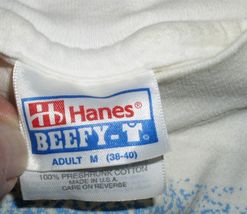 Hanes®
BEEFY-T®
ADULT M (38-40)
100% PRESHRUNK COTTON
MADE IN U.S.A.
CARE ON REVERSE